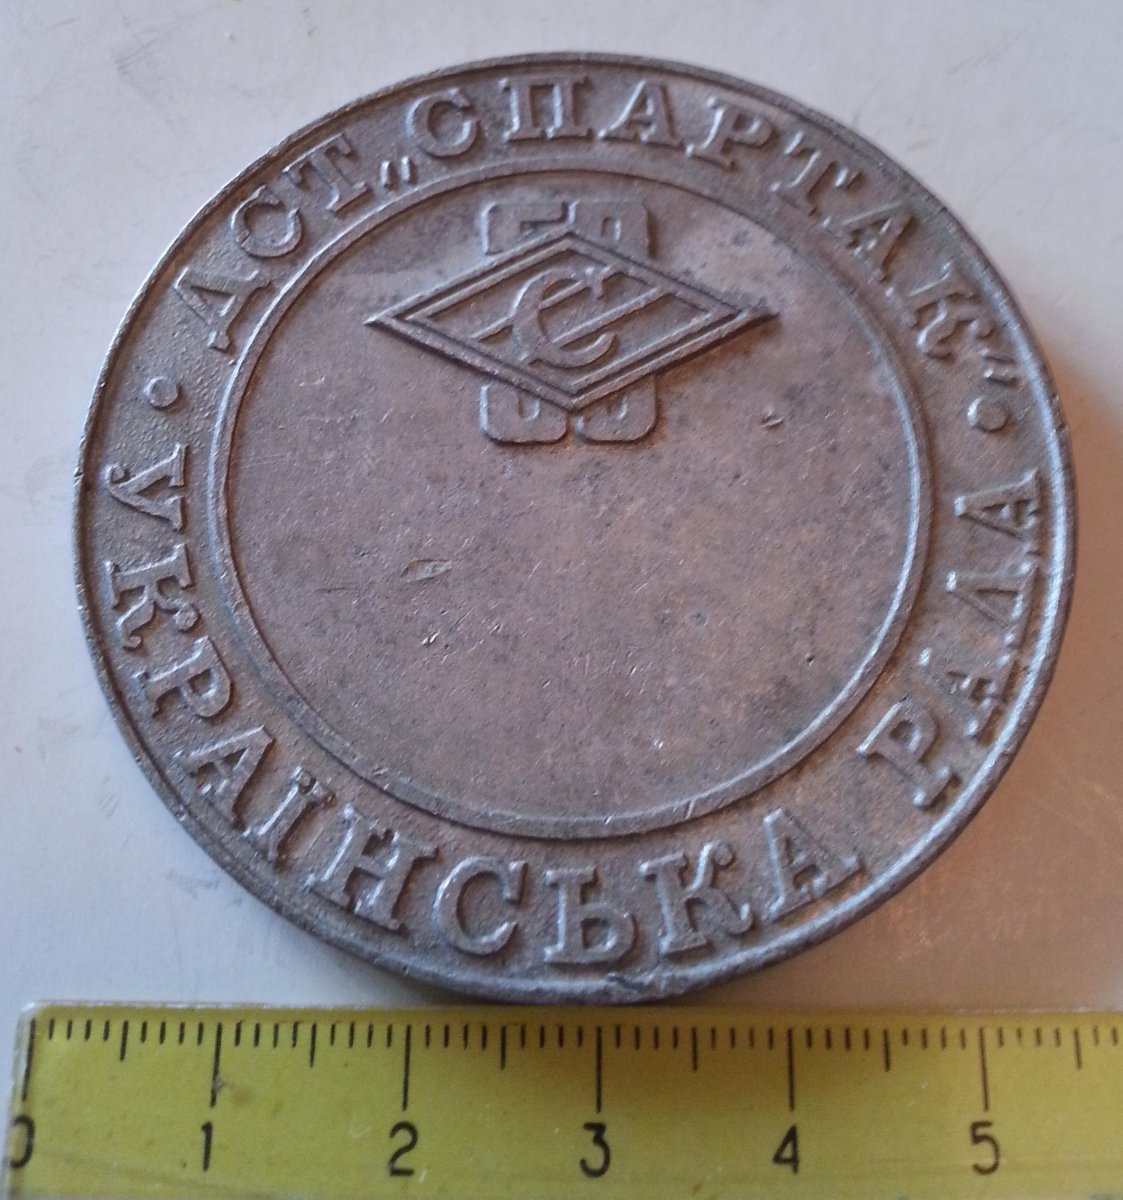 ДСТ „СПАРТАК”
УКРАЇНСЬКА РАДА
С
0 1 2 3 4 5